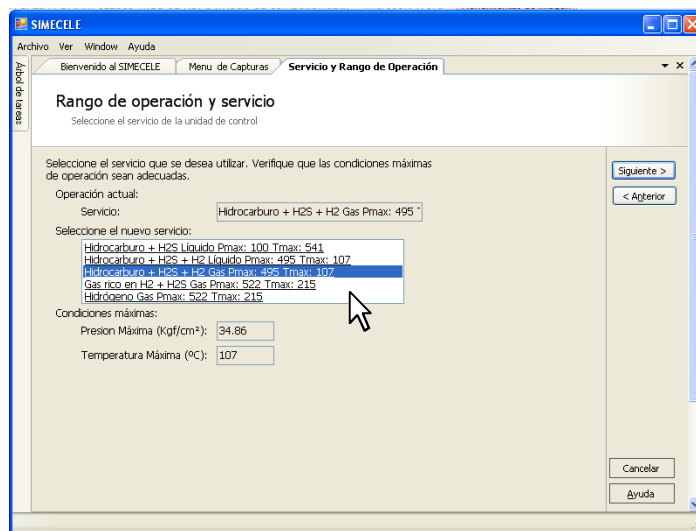 SIMECELE
Archivo Ver Window Ayuda
Arbol de tareas
Bienvenido al SIMECELE Menu de Capturas Servicio y Rango de Operación
Rango de operación y servicio
Seleccione el servicio de la unidad de control
Seleccione el servicio que se desea utilizar. Verifique que las condiciones máximas
de operación sean adecuadas.
Operación actual:
Servicio: Hidrocarburo + H2S + H2 Gas Pmax: 495
Seleccione el nuevo servicio:
Hidrocarburo + H2S Líquido Pmax: 100 Tmax: 541
Hidrocarburo + H2S + H2 Líquido Pmax: 495 Tmax: 107
Hidrocarburo + H2S + H2 Gas Pmax: 495 Tmax: 107
Gas rico en H2 + H2S Gas Pmax: 522 Tmax: 215
Hidrógeno Gas Pmax: 522 Tmax: 215
Condiciones máximas:
Presion Máxima (Kgf/cm²): 34.86
Temperatura Máxima (ºC): 107
Siguiente >
< Anterior
Cancelar
Ayuda